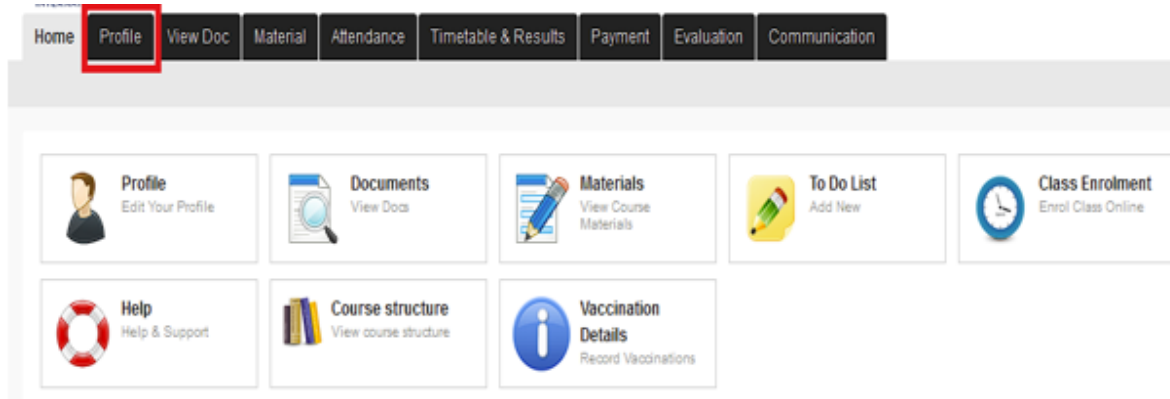 Home Profile View Doc Material Attendance Timetable & Results Payment Evaluation Communication
Profile
Edit Your Profile
Documents
View Docs
Materials
View Course
Materials
To Do List
Add New
Class Enrolment
Enrol Class Online
Help
Help & Support
Course structure
View course structure
Vaccination
Details
Record Vaccinations